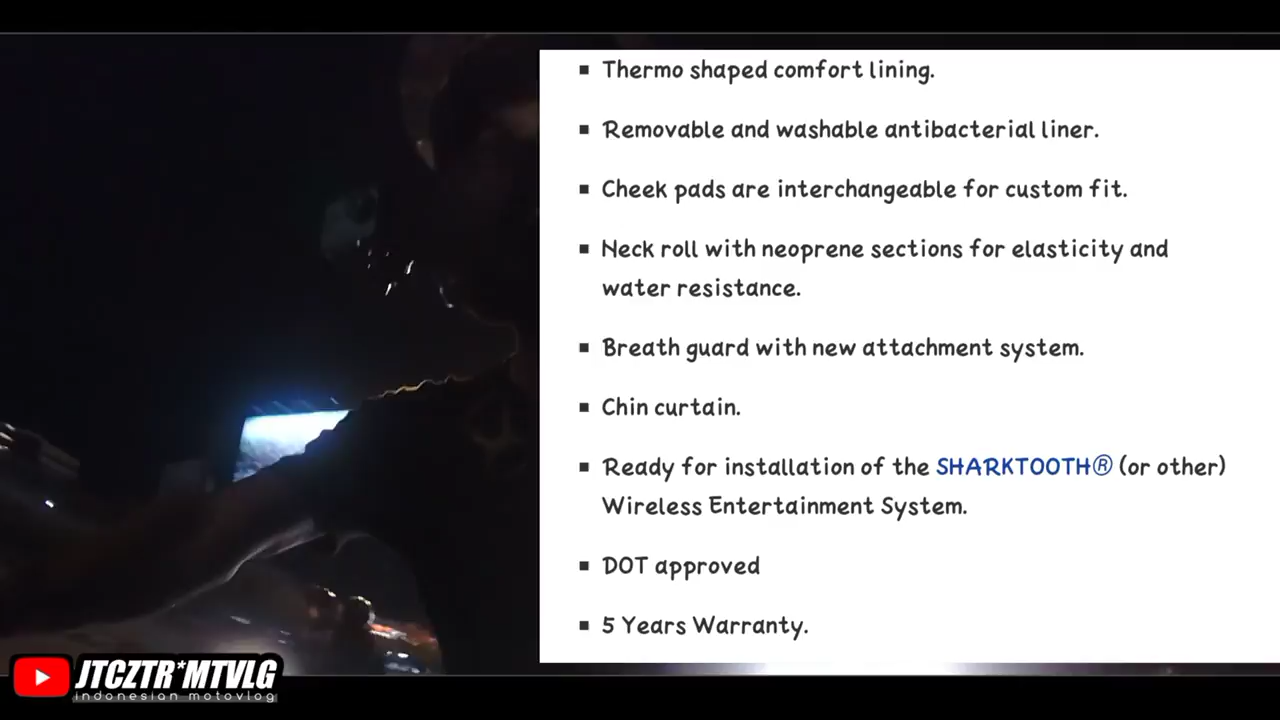 ▪ Thermo shaped comfort lining.
▪ Removable and washable antibacterial liner.
▪ Cheek pads are interchangeable for custom fit.
▪ Neck roll with neoprene sections for elasticity and
water resistance.
▪ Breath guard with new attachment system.
▪ Chin curtain.
▪ Ready for installation of the SHARKTOOTH® (or other)
Wireless Entertainment System.
▪ DOT approved
▪ 5 Years Warranty.
JTCZTR*MTVLG
indonesian motovlog